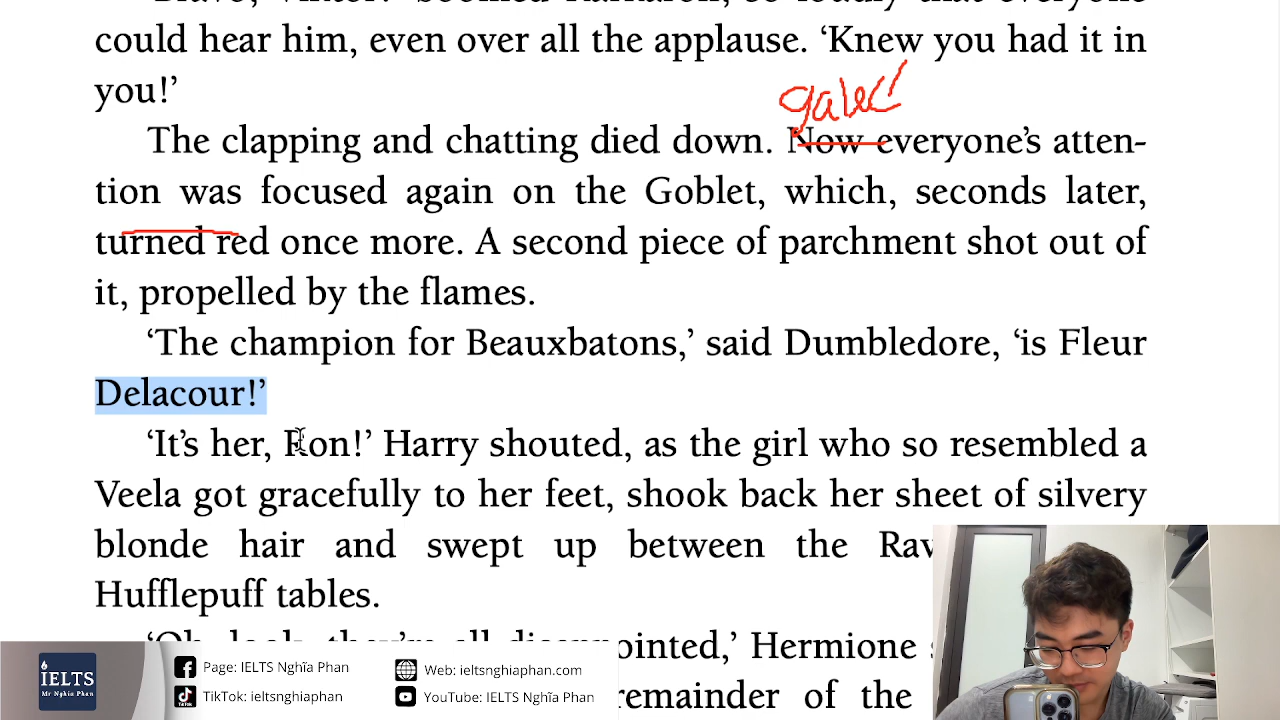 could hear him, even over all the applause. ‘Knew you had it in
you!’
The clapping and chatting died down. Now everyone’s atten-
tion was focused again on the Goblet, which, seconds later,
turned red once more. A second piece of parchment shot out of
it, propelled by the flames.
‘The champion for Beauxbatons,’ said Dumbledore, ‘is Fleur
Delacour!’
‘It’s her, Ron!’ Harry shouted, as the girl who so resembled a
Veela got gracefully to her feet, shook back her sheet of silvery
blonde hair and swept up between the
Hufflepuff tables.
Hermione
remainder of the
IELTS
Mr Nghia Phan
Page: IELTS Nghĩa Phan
TikTok: ieltsnghiaphan
Web: ieltsnghiaphan.com
YouTube: IELTS Nghĩa Phan